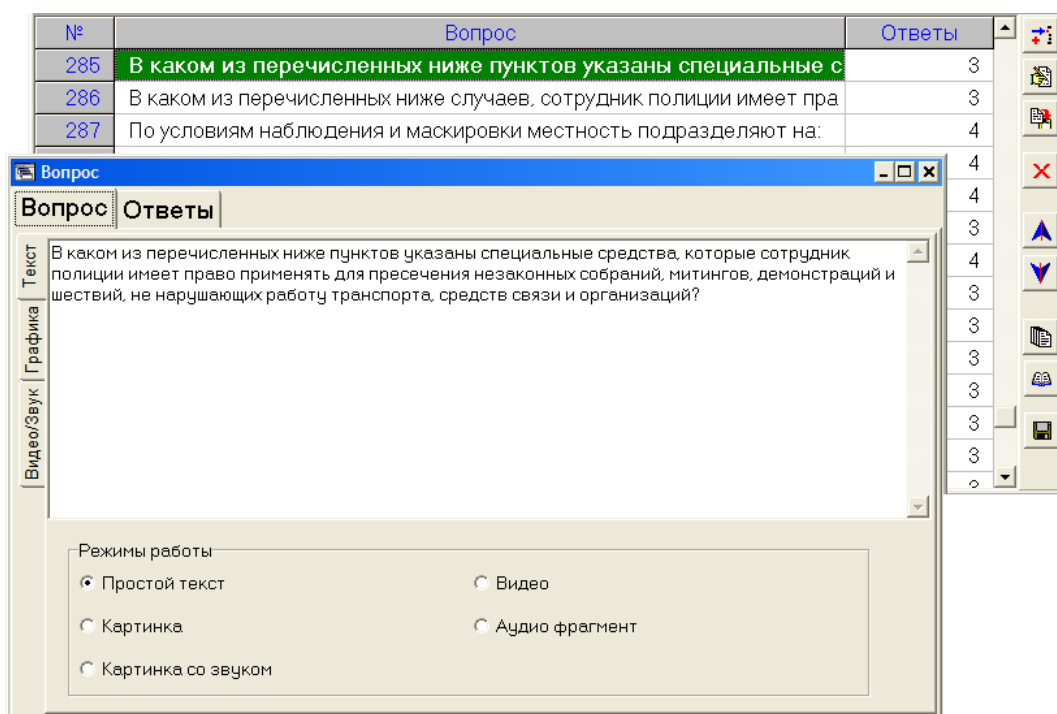 № Вопрос Ответы
285 В каком из перечисленных ниже пунктов указаны специальные с 3
286 В каком из перечисленных ниже случаев, сотрудник полиции имеет пра 3
287 По условиям наблюдения и маскировки местность подразделяют на: 4
4
4
3
4
3
3
3
3
3
3
Вопрос
Вопрос Ответы
Текст
Графика
Видео/Звук
В каком из перечисленных ниже пунктов указаны специальные средства, которые сотрудник
полиции имеет право применять для пресечения незаконных собраний, митингов, демонстраций и
шествий, не нарушающих работу транспорта, средств связи и организаций?
Режимы работы
Простой текст Видео
Картинка Аудио фрагмент
Картинка со звуком